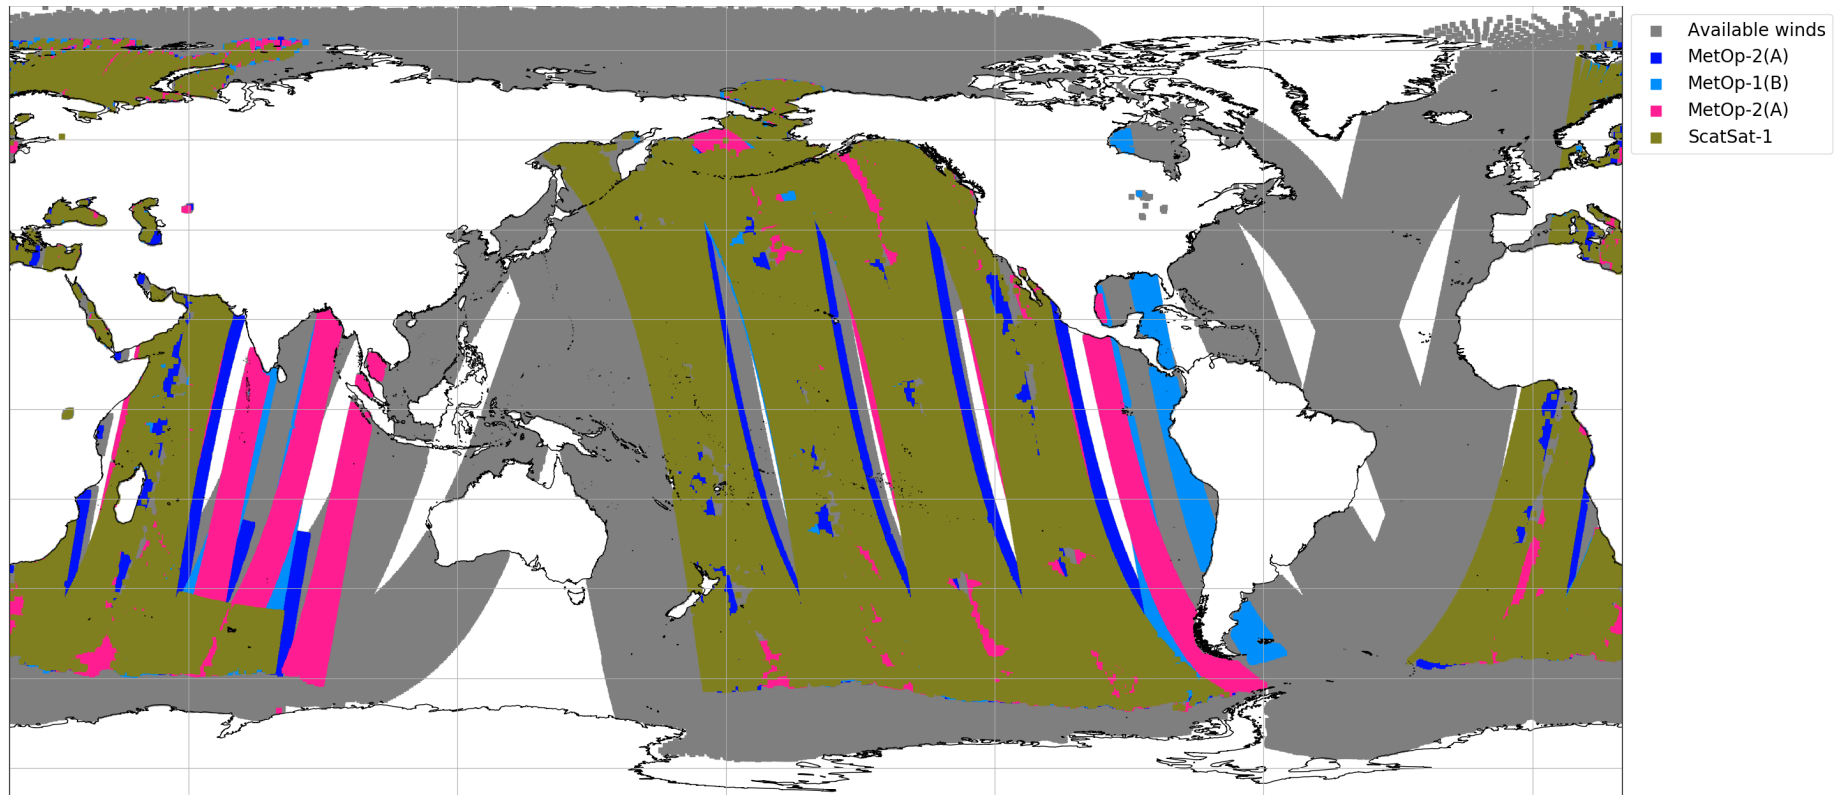 Available winds
MetOp-2(A)
MetOp-1(B)
MetOp-2(A)
ScatSat-1